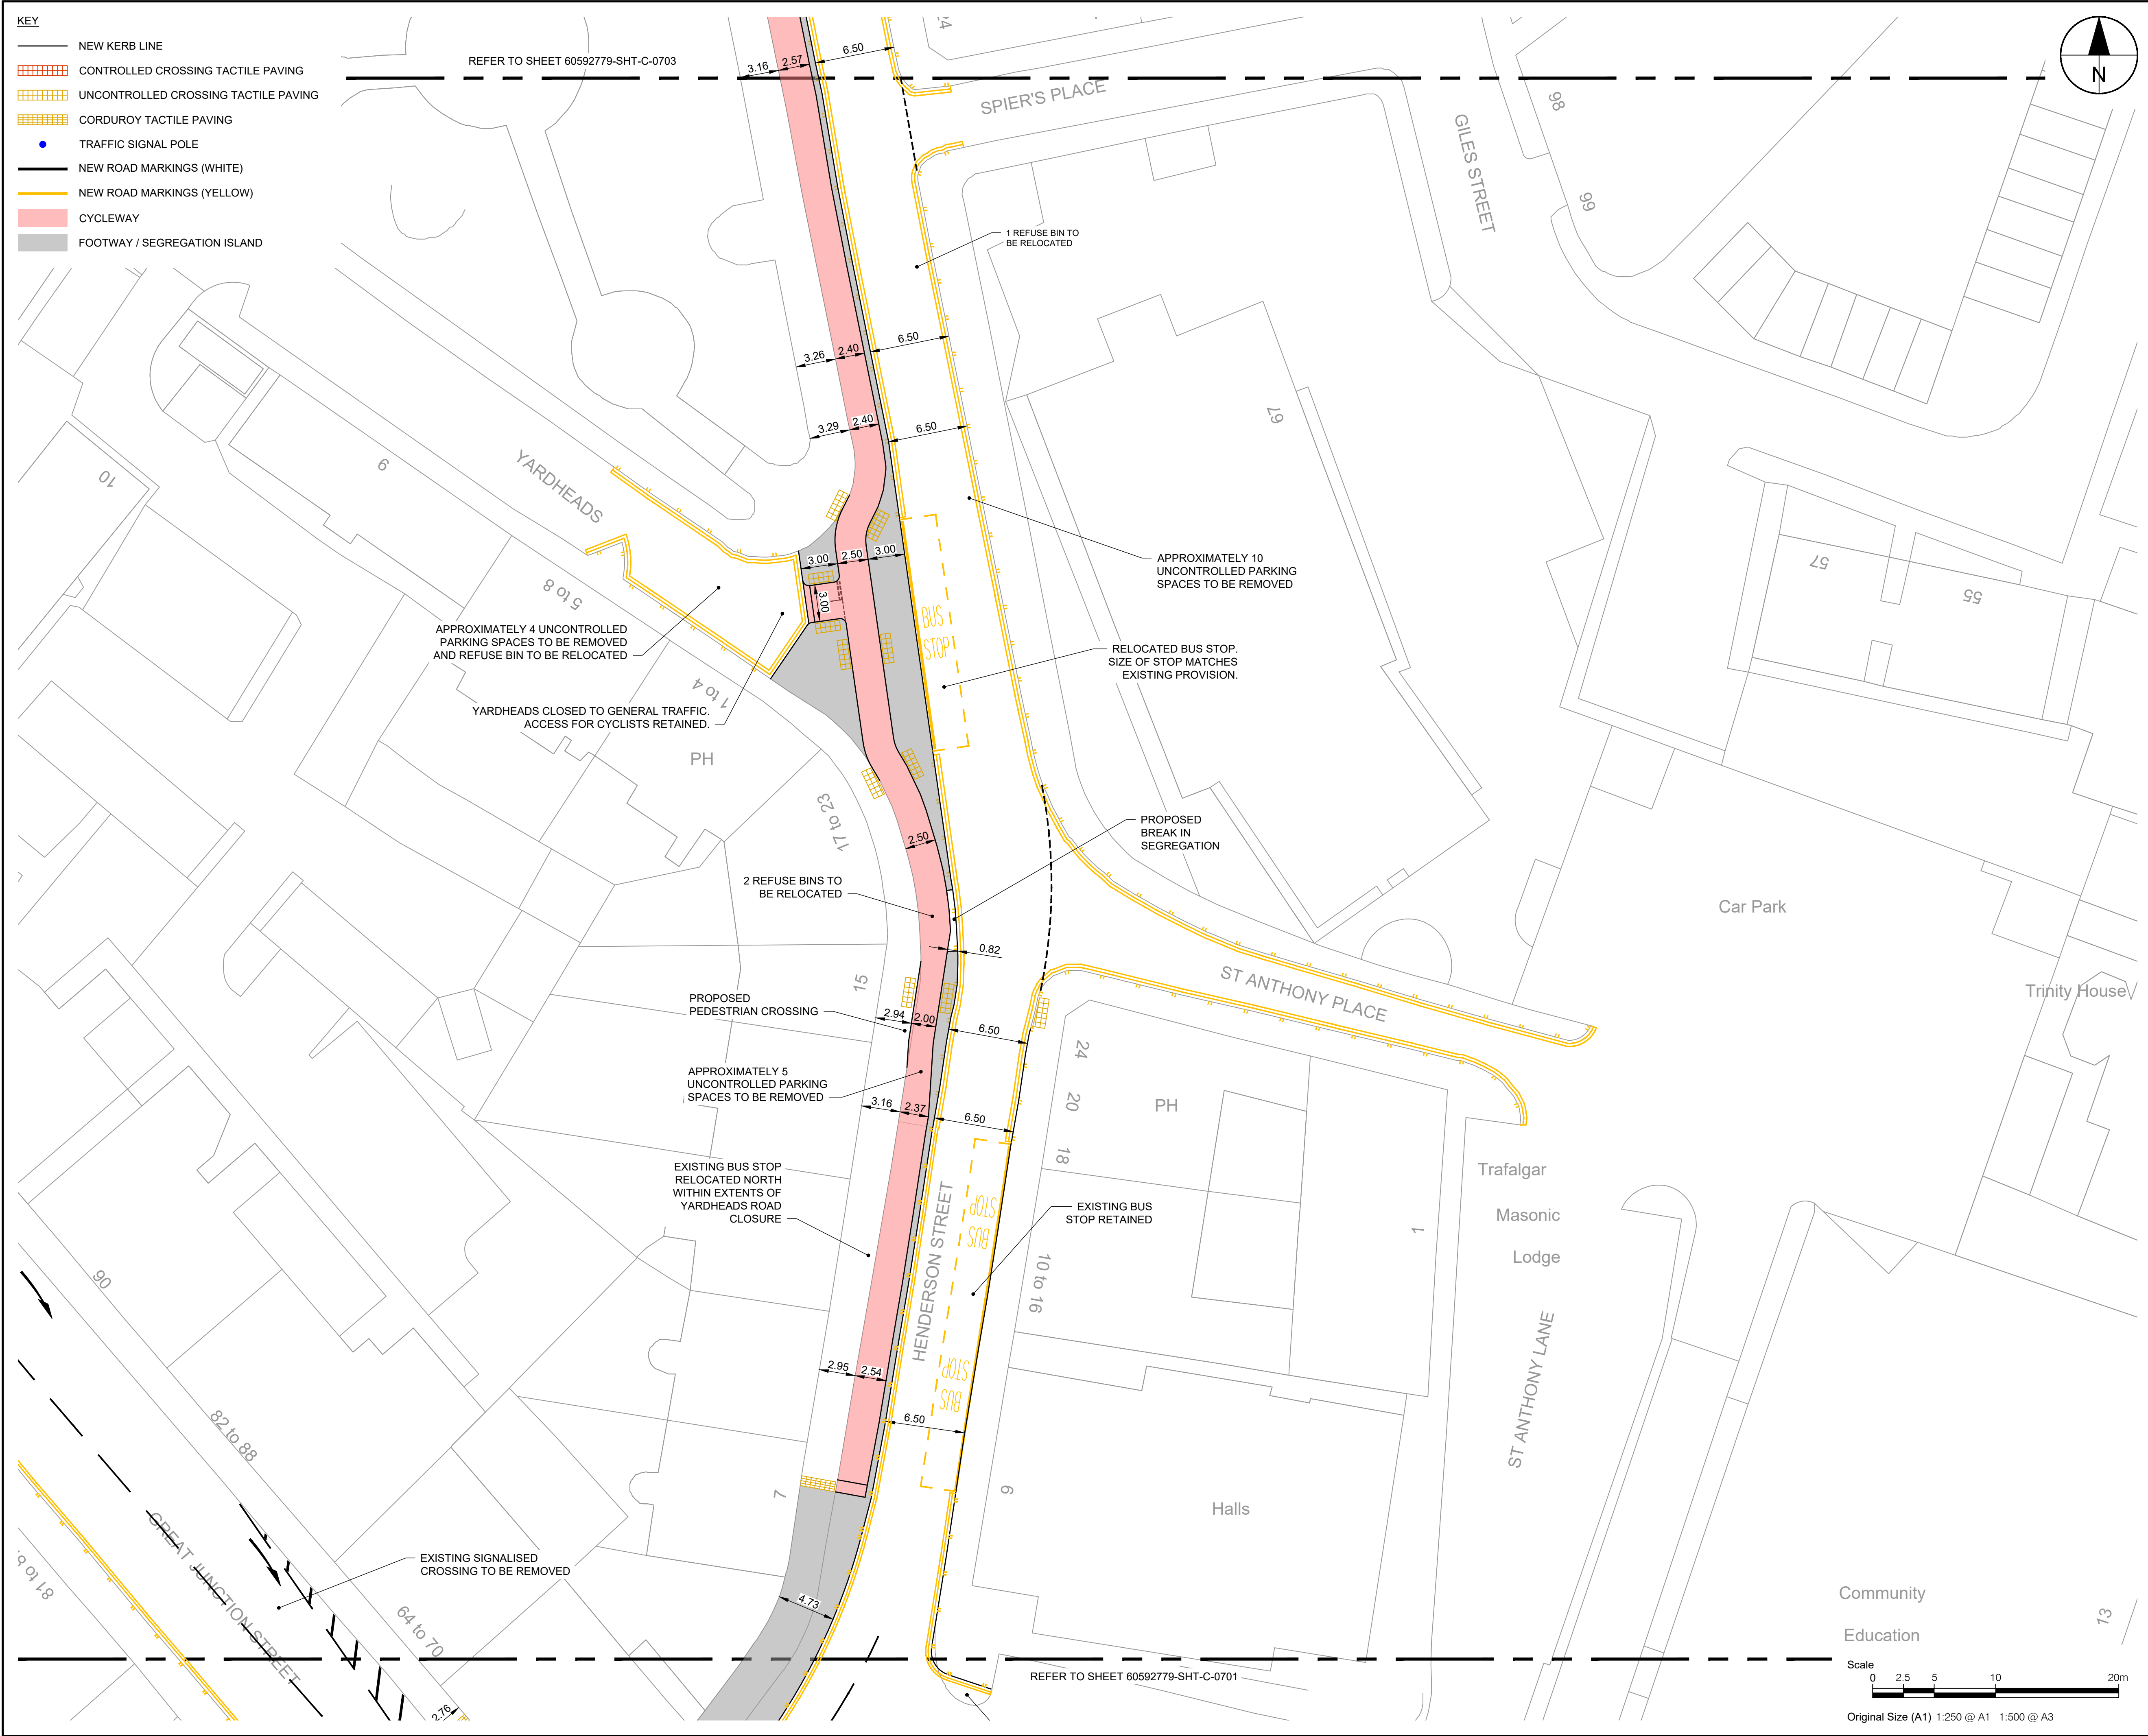 KEY
NEW KERB LINE
CONTROLLED CROSSING TACTILE PAVING
UNCONTROLLED CROSSING TACTILE PAVING
CORDUROY TACTILE PAVING
TRAFFIC SIGNAL POLE
NEW ROAD MARKINGS (WHITE)
NEW ROAD MARKINGS (YELLOW)
CYCLEWAY
FOOTWAY / SEGREGATION ISLAND
REFER TO SHEET 60592779-SHT-C-0703
N
3.16
2.57
6.50
SPIER'S PLACE
GILES STREET
98
99
1 REFUSE BIN TO
BE RELOCATED
3.26
2.40
6.50
3.29
2.40
6.50
67
10
9
YARDHEADS
5 to 8
3.00
2.50
3.00
3.00
APPROXIMATELY 10
UNCONTROLLED PARKING
SPACES TO BE REMOVED
57
55
BUS
STOP
APPROXIMATELY 4 UNCONTROLLED
PARKING SPACES TO BE REMOVED
AND REFUSE BIN TO BE RELOCATED
RELOCATED BUS STOP.
SIZE OF STOP MATCHES
EXISTING PROVISION.
1 to 4
YARDHEADS CLOSED TO GENERAL TRAFFIC.
ACCESS FOR CYCLISTS RETAINED.
PH
17 to 23
2.50
PROPOSED
BREAK IN
SEGREGATION
2 REFUSE BINS TO
BE RELOCATED
Car Park
0.82
15
ST ANTHONY PLACE
Trinity House
PROPOSED
PEDESTRIAN CROSSING
2.94
2.00
6.50
24
20
18
PH
APPROXIMATELY 5
UNCONTROLLED PARKING
SPACES TO BE REMOVED
3.16
2.37
6.50
EXISTING BUS STOP
RELOCATED NORTH
WITHIN EXTENTS OF
YARDHEADS ROAD
CLOSURE
HENDERSON STREET
STOP
BUS
EXISTING BUS
STOP RETAINED
10 to 16
1
Trafalgar
Masonic
Lodge
90
2.95
2.54
STOP
BUS
6.50
ST ANTHONY LANE
82 to 88
7
6
Halls
GREAT JUNCTION STREET
EXISTING SIGNALISED
CROSSING TO BE REMOVED
64 to 70
4.73
2.76
REFER TO SHEET 60592779-SHT-C-0701
Community
Education
13
Scale
0 2.5 5 10 20m
Original Size (A1) 1:250 @ A1 1:500 @ A3